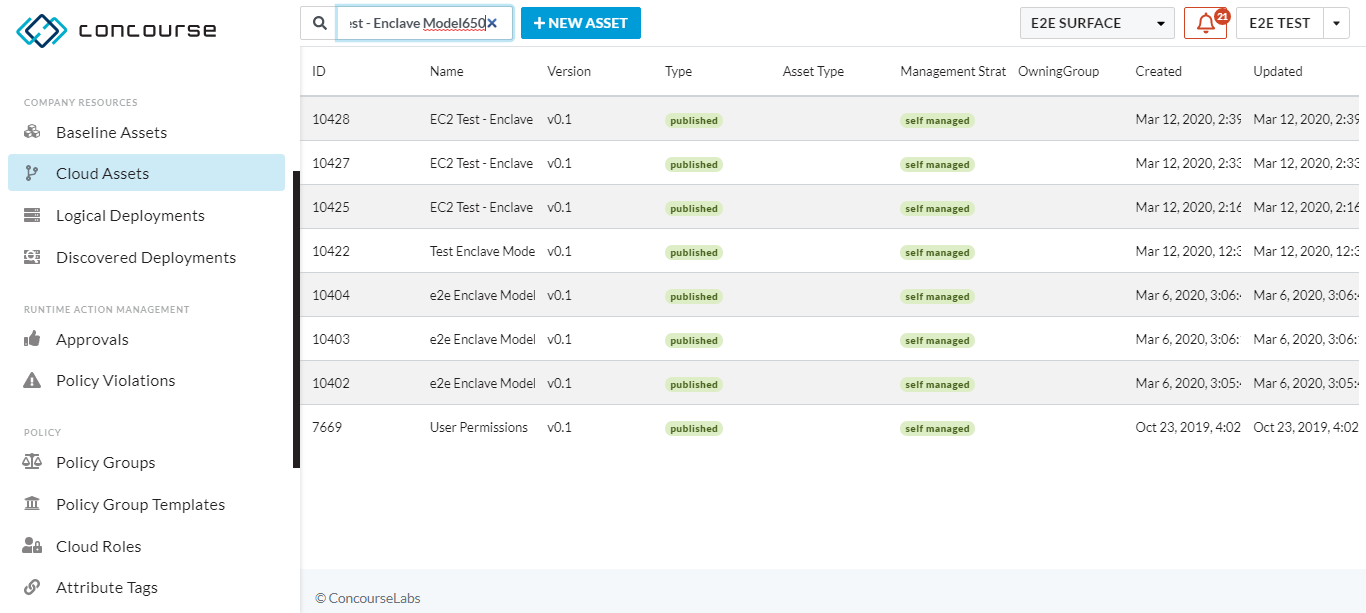 concourse
est - Enclave Model650
+ NEW ASSET
E2E SURFACE
21
E2E TEST
COMPANY RESOURCES
Baseline Assets
Cloud Assets
Logical Deployments
Discovered Deployments
RUNTIME ACTION MANAGEMENT
Approvals
Policy Violations
POLICY
Policy Groups
Policy Group Templates
Cloud Roles
Attribute Tags
ID Name Version Type Asset Type Management Strat OwningGroup Created Updated
10428 EC2 Test - Enclave v0.1 published self managed Mar 12, 2020, 2:39 Mar 12, 2020, 2:39
10427 EC2 Test - Enclave v0.1 published self managed Mar 12, 2020, 2:33 Mar 12, 2020, 2:33
10425 EC2 Test - Enclave v0.1 published self managed Mar 12, 2020, 2:16 Mar 12, 2020, 2:16
10422 Test Enclave Mode v0.1 published self managed Mar 12, 2020, 12:3 Mar 12, 2020, 12:3
10404 e2e Enclave Model v0.1 published self managed Mar 6, 2020, 3:06:4 Mar 6, 2020, 3:06:4
10403 e2e Enclave Model v0.1 published self managed Mar 6, 2020, 3:06: Mar 6, 2020, 3:06:
10402 e2e Enclave Model v0.1 published self managed Mar 6, 2020, 3:05:4 Mar 6, 2020, 3:05:4
7669 User Permissions v0.1 published self managed Oct 23, 2019, 4:02 Oct 23, 2019, 4:02
© ConcourseLabs